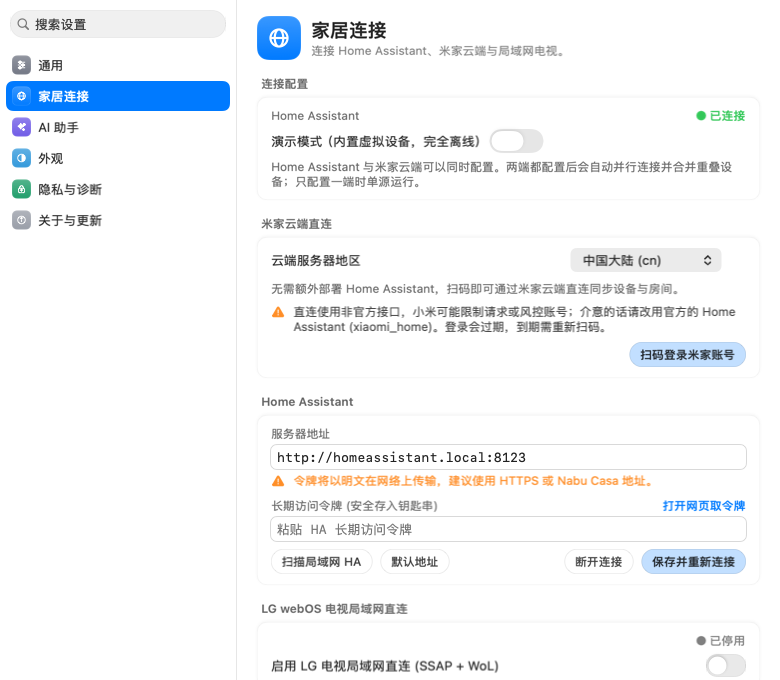 搜索设置
通用
家居连接
AI 助手
外观
隐私与诊断
关于与更新
家居连接
连接 Home Assistant、米家云端与局域网电视。
连接配置
Home Assistant
已连接
演示模式（内置虚拟设备，完全离线）
Home Assistant 与米家云端可以同时配置。两端都配置后会自动并行连接并合并重叠设
备；只配置一端时单源运行。
米家云端直连
云端服务器地区
中国大陆 (cn)
无需额外部署 Home Assistant，扫码即可通过米家云端直连同步设备与房间。
直连使用非官方接口，小米可能限制请求或风控账号；介意的话请改用官方的 Home
Assistant (xiaomi_home)。登录会过期，到期需重新扫码。
扫码登录米家账号
Home Assistant
服务器地址
http://homeassistant.local:8123
令牌将以明文在网络上传输，建议使用 HTTPS 或 Nabu Casa 地址。
长期访问令牌 (安全存入钥匙串)
打开网页取令牌
粘贴 HA 长期访问令牌
扫描局域网 HA
默认地址
断开连接
保存并重新连接
LG webOS 电视局域网直连
已停用
启用 LG 电视局域网直连 (SSAP + WoL)